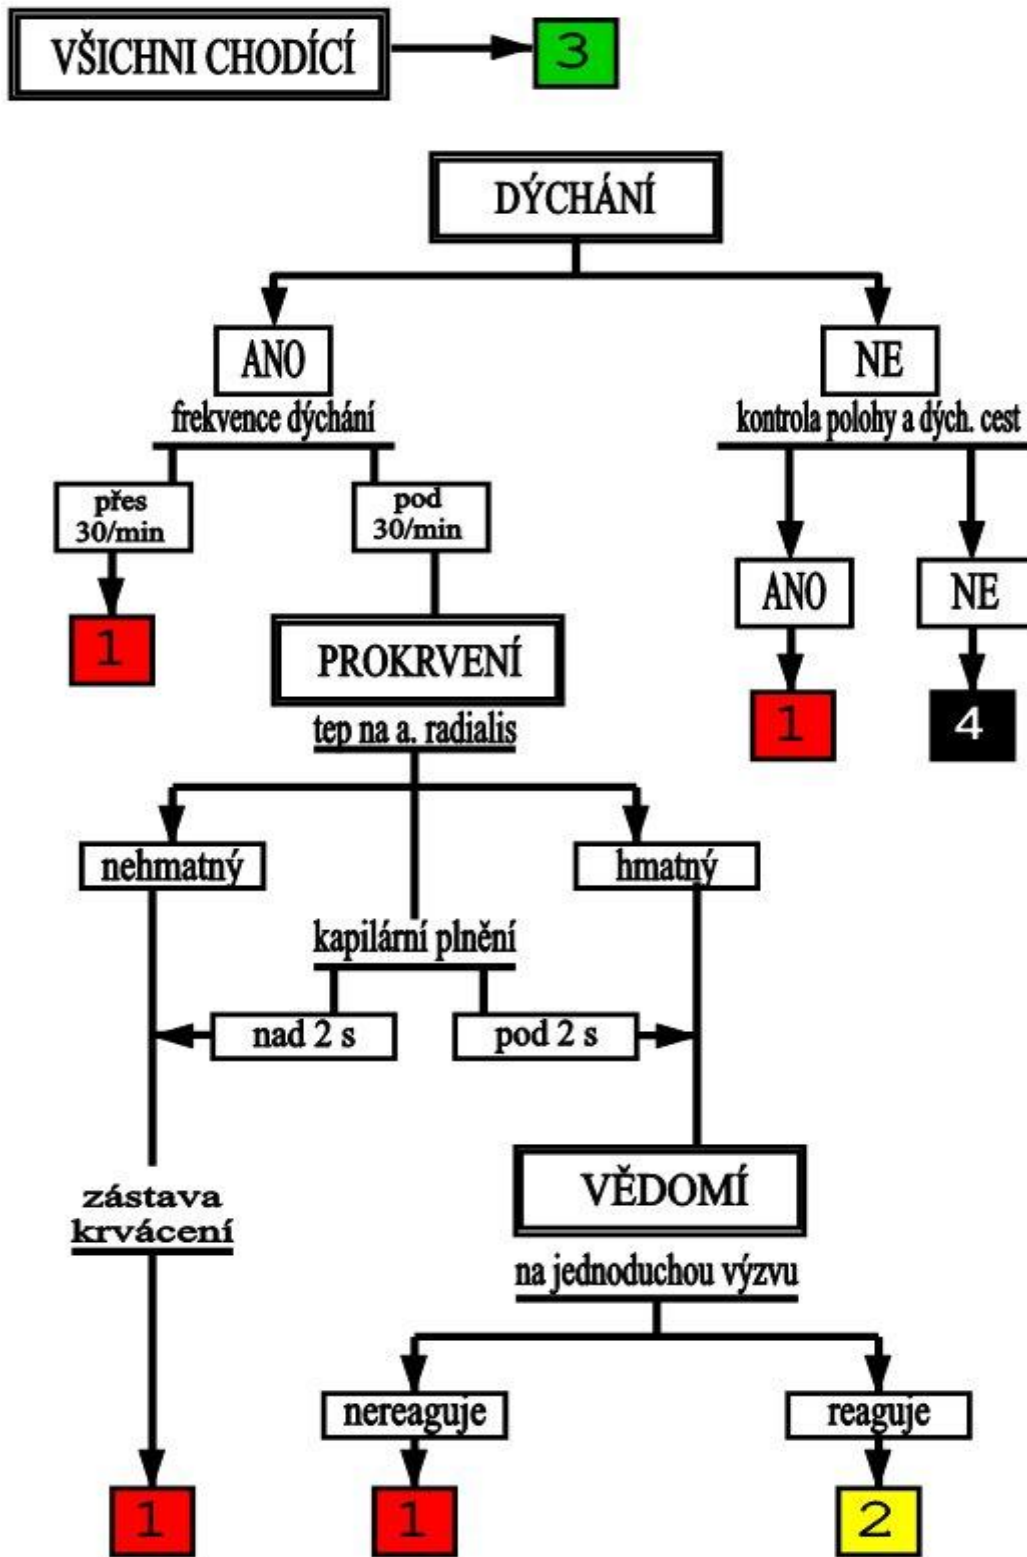 VŠICHNI CHODÍCÍ
3
DÝCHÁNÍ
ANO
NE
frekvence dýchání
kontrola polohy a dých. cest
přes
30/min
pod
30/min
ANO
NE
1
PROKRVENÍ
1
4
tep na a. radialis
nehmatný
hmatný
kapilární plnění
nad 2 s
pod 2 s
zástava
krvácení
VĚDOMÍ
na jednoduchou výzvu
nereaguje
reaguje
1
1
2